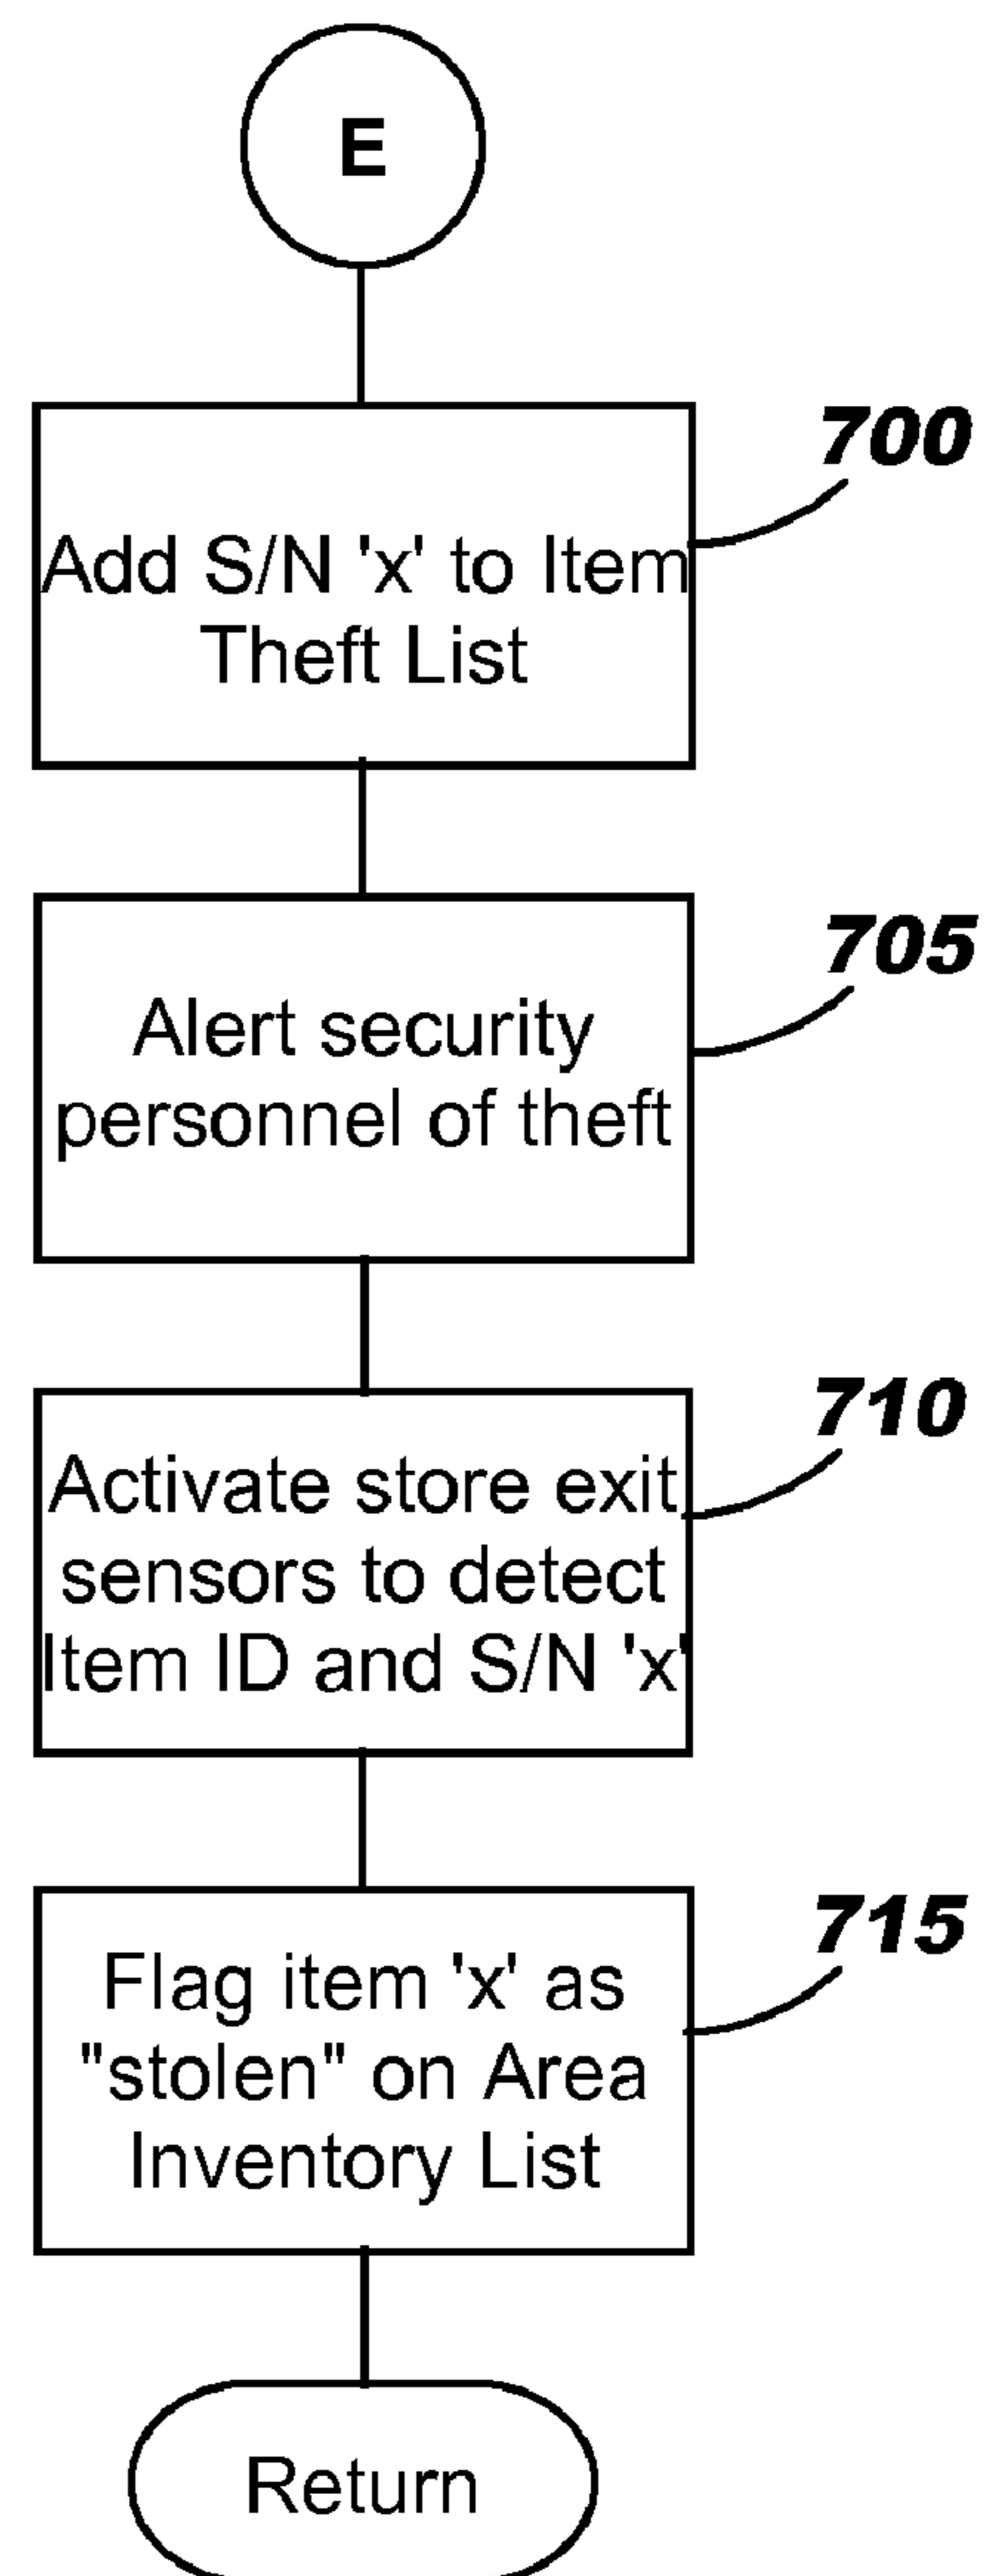 E
700
Add S/N 'x' to Item
Theft List
705
Alert security
personnel of theft
710
Activate store exit
sensors to detect
Item ID and S/N 'x'
715
Flag item 'x' as
"stolen" on Area
Inventory List
Return